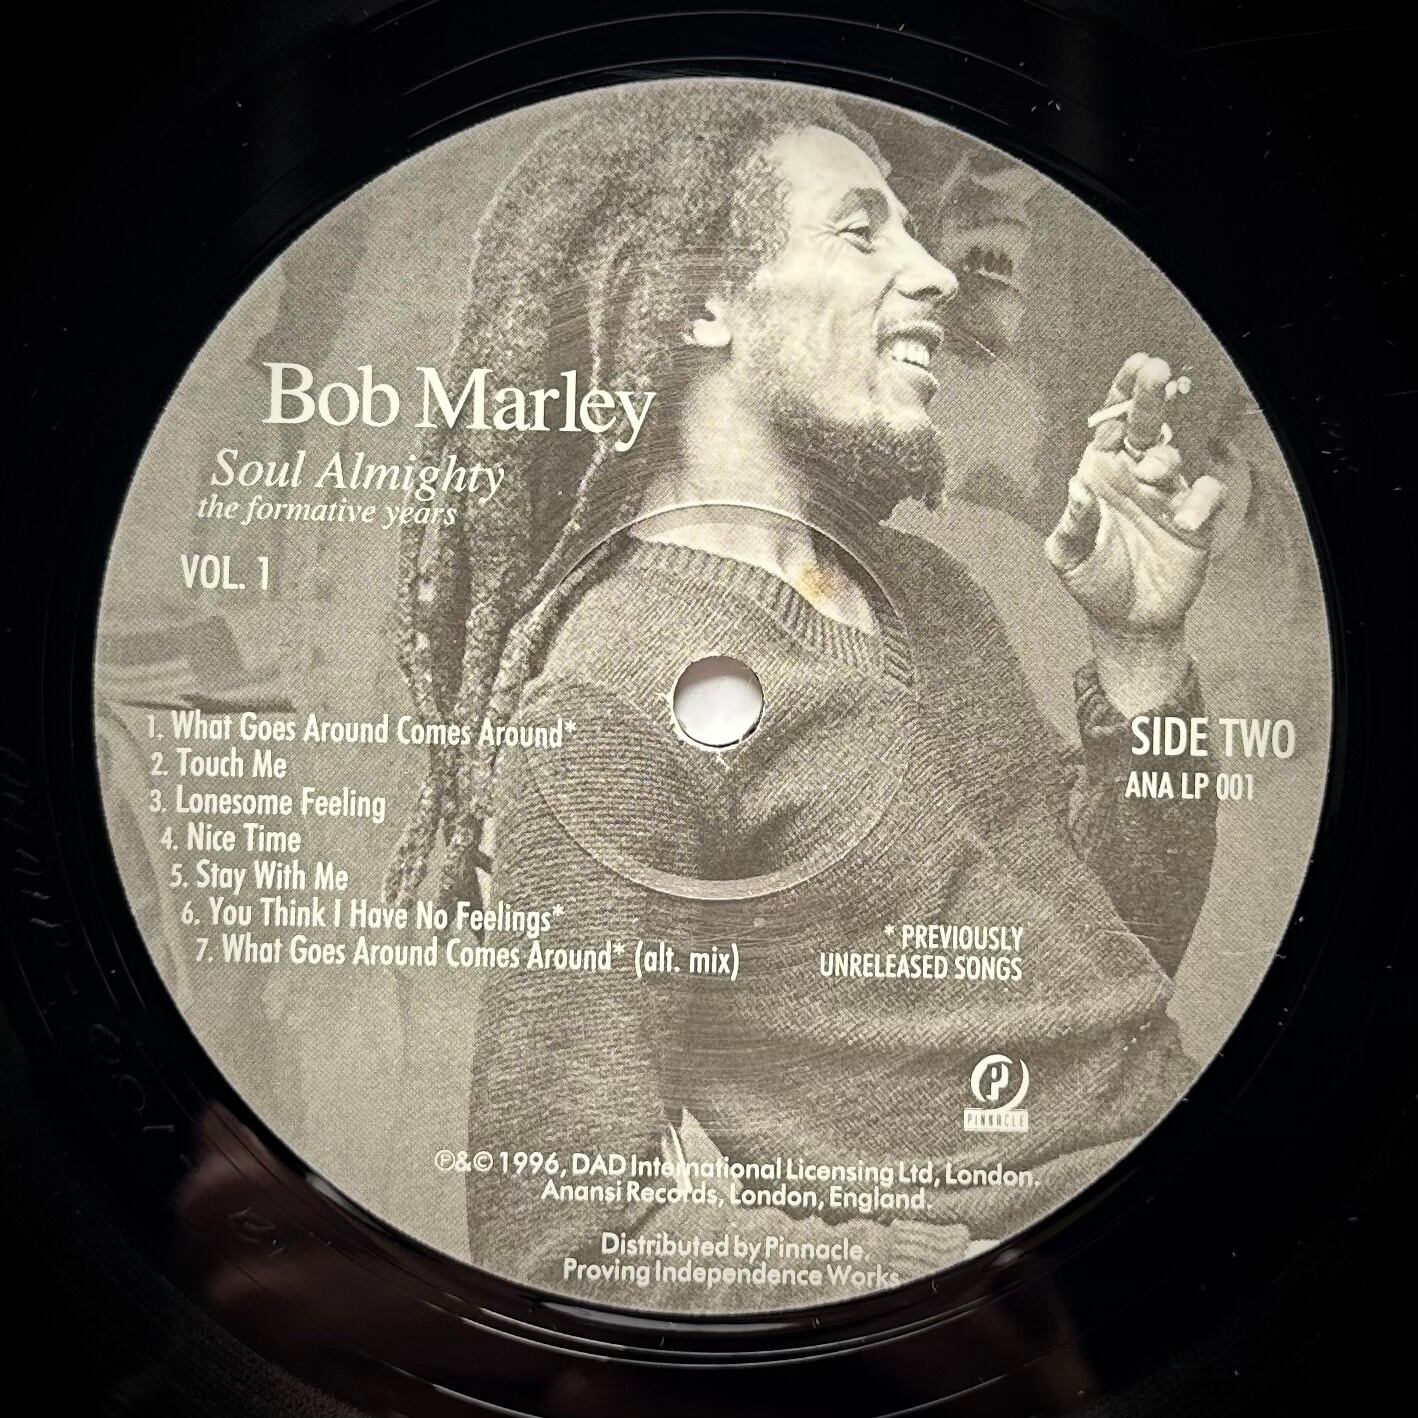 Bob Marley
Soul Almighty
the formative years
VOL. 1
1. What Goes Around Comes Around*
2. Touch Me
3. Lonesome Feeling
4. Nice Time
5. Stay With Me
6. You Think I Have No Feelings*
7. What Goes Around Comes Around* (alt. mix)
SIDE TWO
ANA LP 001
* PREVIOUSLY
UNRELEASED SONGS
PINNACLE
℗&© 1996, DAD International Licensing Ltd, London.
Anansi Records, London, England.
Distributed by Pinnacle.
Proving Independence Works